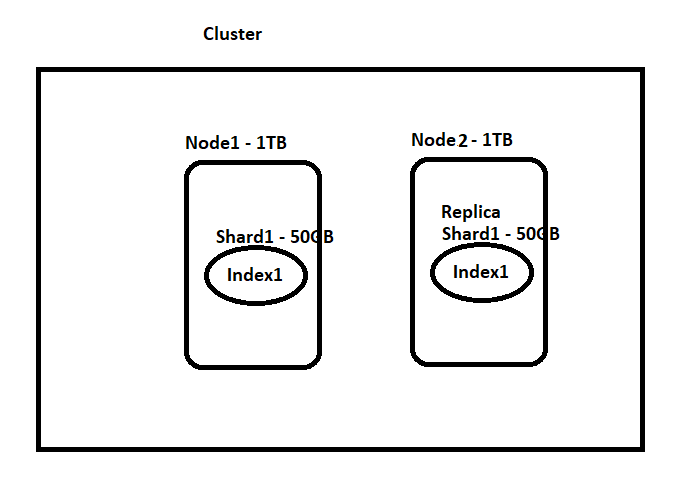 Cluster
Node1 - 1TB
Node2 - 1TB
Shard1 - 50GB
Index1
Replica
Shard1 - 50GB
Index1